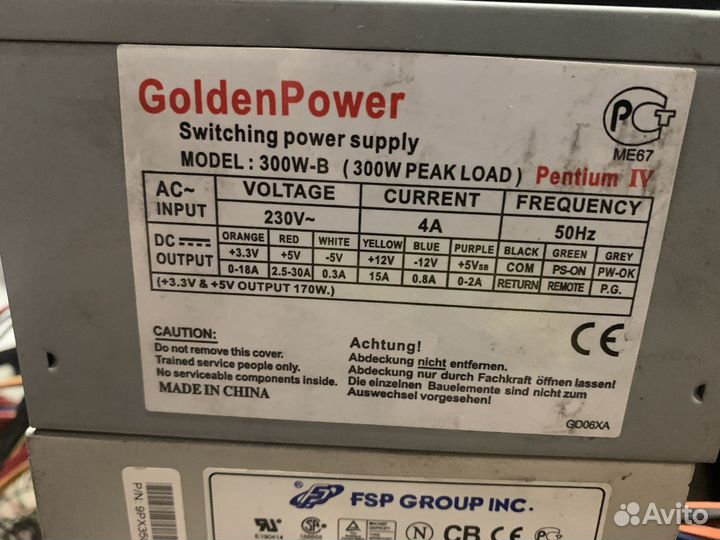 GoldenPower
Switching power supply
MODEL : 300W-B ( 300W PEAK LOAD ) Pentium IV
PCT
ME67
AC~ INPUT
VOLTAGE CURRENT FREQUENCY
230V~ 4A 50Hz
DC OUTPUT
ORANGE RED WHITE YELLOW BLUE PURPLE BLACK GREEN GREY
+3.3V +5V -5V +12V -12V +5VSB COM PS-ON PW-OK
0-18A 2.5-30A 0.3A 15A 0.8A 0-2A RETURN REMOTE P.G.
(+3.3V & +5V OUTPUT 170W.)
CAUTION:
Do not remove this cover.
Trained service people only.
No serviceable components inside.
MADE IN CHINA
Achtung!
Abdeckung nicht entfernen.
Abdeckung nur durch Fachkraft öffnen lassen!
Die einzelnen Bauelemente sind nicht zum
Auswechsel vorgesehen!
CE
GD06XA
P/N: 9PX350
FSP GROUP INC.
E190414
N CB CE
Avito